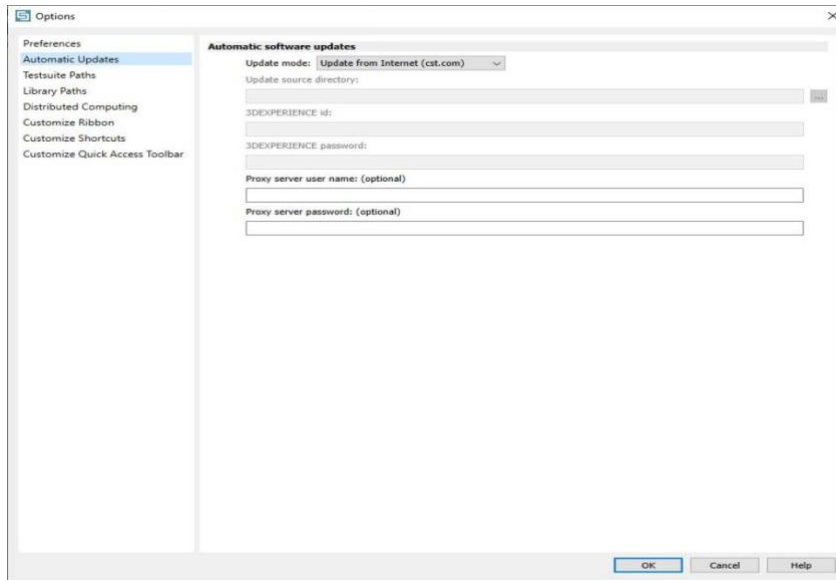 Options
Preferences
Automatic Updates
Testsuite Paths
Library Paths
Distributed Computing
Customize Ribbon
Customize Shortcuts
Customize Quick Access Toolbar
Automatic software updates
Update mode: Update from Internet (cst.com)
Update source directory:
...
3DEXPERIENCE id:
3DEXPERIENCE password:
Proxy server user name: (optional)
Proxy server password: (optional)
OK Cancel Help